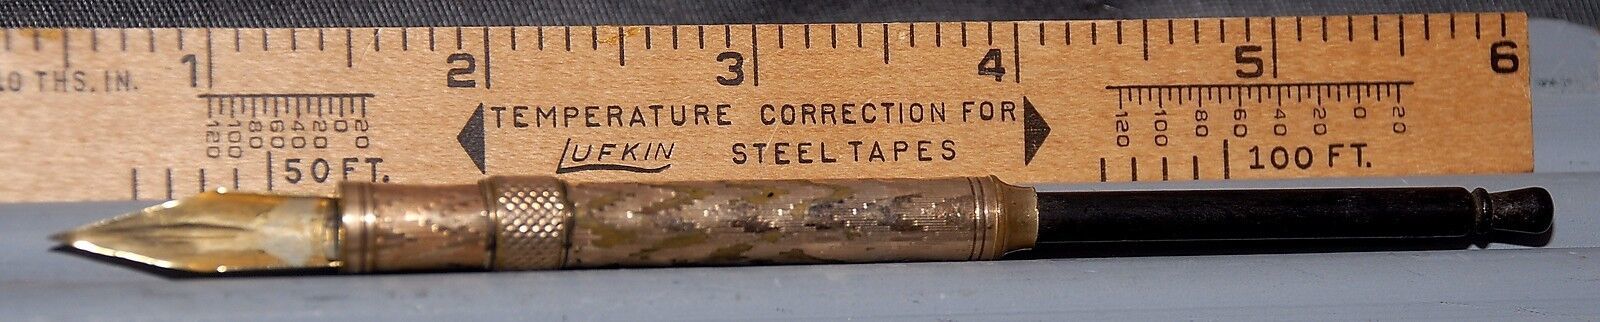 1 2 3 4 5 6
0 THS. IN.
120 100 80 60 40 20 0 20
50 FT.
TEMPERATURE CORRECTION FOR
LUFKIN STEEL TAPES
120 100 80 60 40 20 0 20
100 FT.